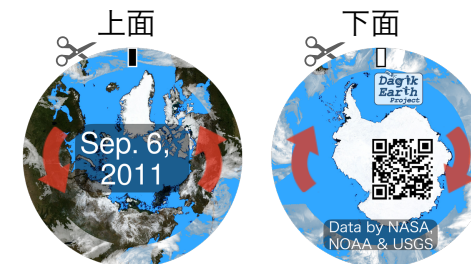 上面
下面
Sep. 6,
2011
Dagik
Earth
Project
Data by NASA,
NOAA & USGS